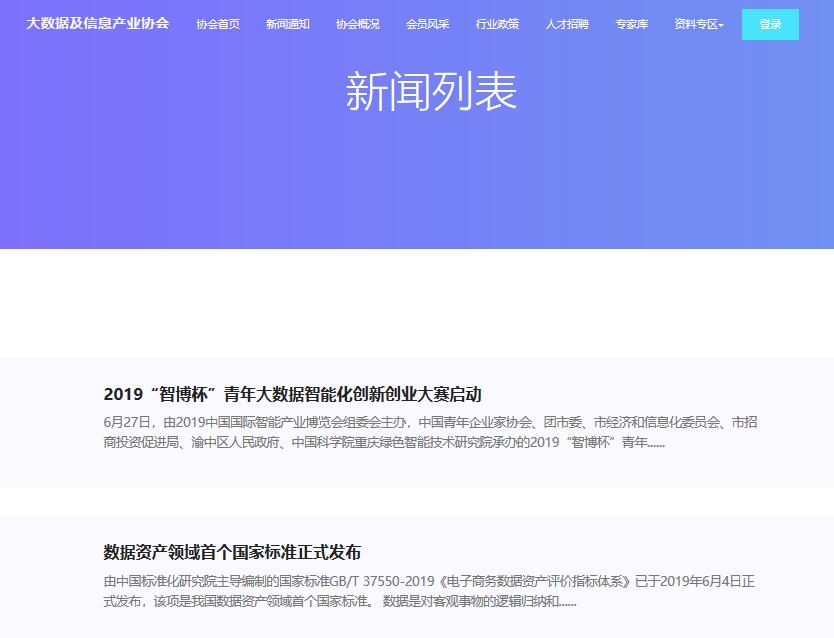 大数据及信息产业协会 协会首页 新闻通知 协会概况 会员风采 行业政策 人才招聘 专家库 资料专区 登录
新闻列表
2019“智博杯”青年大数据智能化创新创业大赛启动
6月27日，由2019中国国际智能产业博览会组委会主办，中国青年企业家协会、团市委、市经济和信息化委员会、市招
商投资促进局、渝中区人民政府、中国科学院重庆绿色智能技术研究院承办的2019“智博杯”青年......
数据资产领域首个国家标准正式发布
由中国标准化研究院主导编制的国家标准GB/T 37550-2019《电子商务数据资产评价指标体系》已于2019年6月4日正
式发布，该项是我国数据资产领域首个国家标准。 数据是对客观事物的逻辑归纳和......